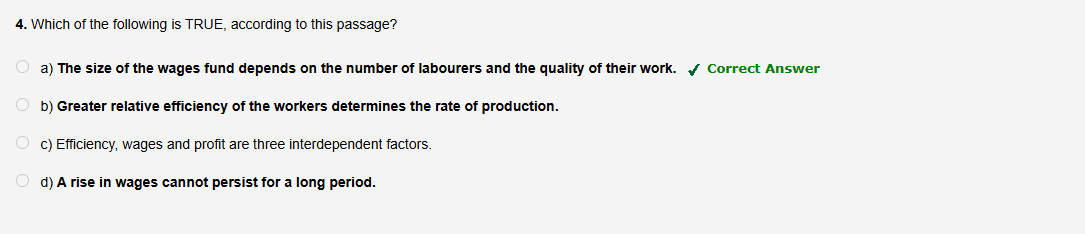 4. Which of the following is TRUE, according to this passage?
a) The size of the wages fund depends on the number of labourers and the quality of their work. ✓ Correct Answer
b) Greater relative efficiency of the workers determines the rate of production.
c) Efficiency, wages and profit are three interdependent factors.
d) A rise in wages cannot persist for a long period.